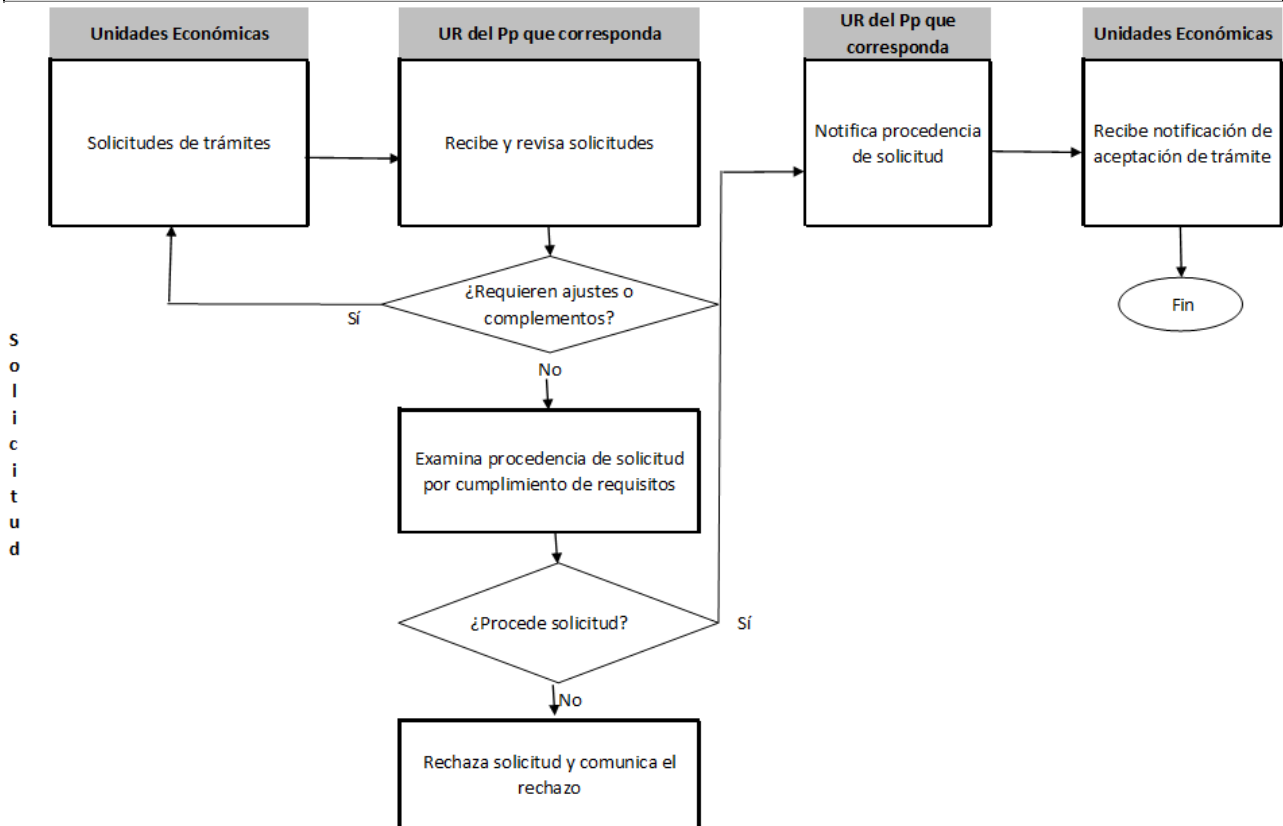 Unidades Económicas
UR del Pp que corresponda
UR del Pp que
corresponda
Unidades Económicas
Solicitudes de trámites
Recibe y revisa solicitudes
Notifica procedencia
de solicitud
Recibe notificación de
aceptación de trámite
¿Requieren ajustes o
complementos?
Sí
Fin
No
S
o
l
i
c
i
t
u
d
Examina procedencia de solicitud
por cumplimiento de requisitos
¿Procede solicitud?
Sí
No
Rechaza solicitud y comunica el
rechazo